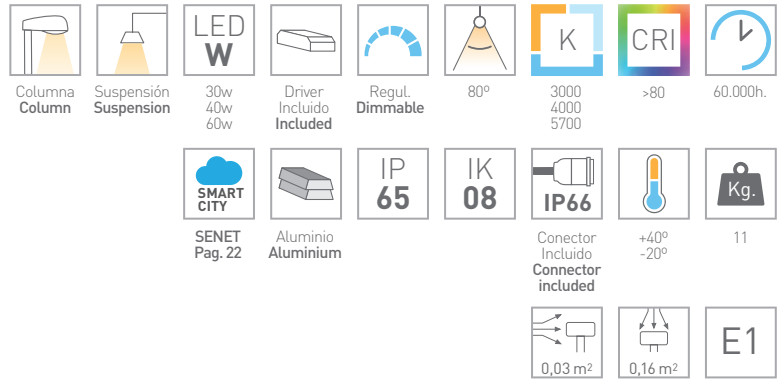 LED
W
K
CRI
Columna
Column
Suspensión
Suspension
30w
40w
60w
Driver
Incluido
Included
Regul.
Dimmable
80º
3000
4000
5700
>80
60.000h.
SMART
CITY
IP
65
IK
08
IP66
Kg.
SENET
Pag. 22
Aluminio
Aluminium
Conector
Incluido
Connector
included
+40º
-20º
11
0,03 m²
0,16 m²
E1